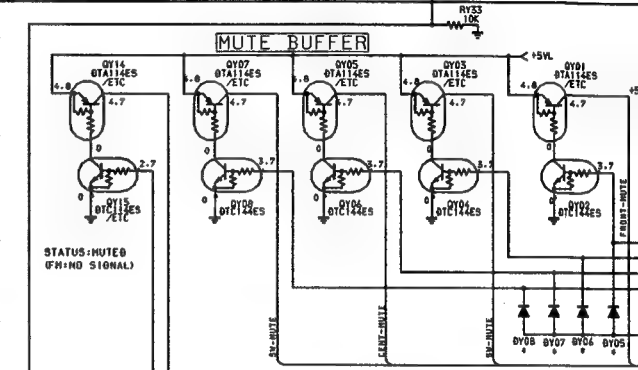 RY33
10K
MUTE BUFFER
+5VL
QY14
DTA114ES
/ETC
QY07
DTA114ES
/ETC
QY05
DTA114ES
/ETC
QY03
DTA114ES
/ETC
QY01
DTA114ES
/ETC
4.8
4.8
4.8
4.8
4.8
+5
4.7
4.7
4.7
4.7
4.7
0
0
0
0
0
2.7
3.7
3.7
3.7
3.7
0
0
0
0
0
QY15
DTC114ES
/ETC
QY08
DTC144ES
QY06
DTC144ES
QY04
DTC144ES
QY02
DTC144ES
FRONT-MUTE
STATUS:MUTED
(FM:NO SIGNAL)
SW-MUTE
CENT-MUTE
SW-MUTE
DY08
DY07
DY06
DY05